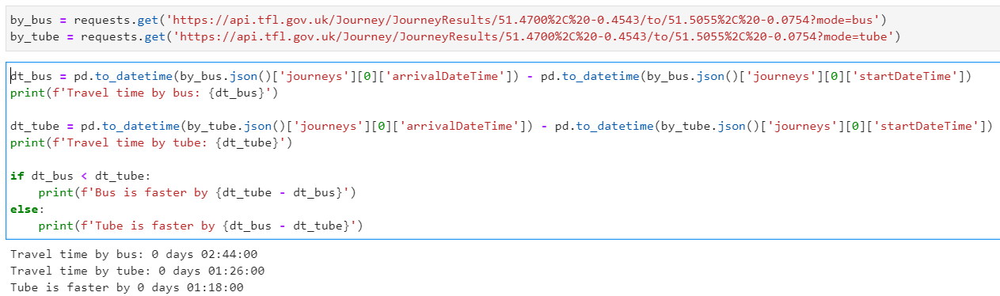 by_bus = requests.get('https://api.tfl.gov.uk/Journey/JourneyResults/51.4700%2C%20-0.4543/to/51.5055%2C%20-0.0754?mode=bus')
by_tube = requests.get('https://api.tfl.gov.uk/Journey/JourneyResults/51.4700%2C%20-0.4543/to/51.5055%2C%20-0.0754?mode=tube')
dt_bus = pd.to_datetime(by_bus.json()['journeys'][0]['arrivalDateTime']) - pd.to_datetime(by_bus.json()['journeys'][0]['startDateTime'])
print(f'Travel time by bus: {dt_bus}')
dt_tube = pd.to_datetime(by_tube.json()['journeys'][0]['arrivalDateTime']) - pd.to_datetime(by_tube.json()['journeys'][0]['startDateTime'])
print(f'Travel time by tube: {dt_tube}')
if dt_bus < dt_tube:
    print(f'Bus is faster by {dt_tube - dt_bus}')
else:
    print(f'Tube is faster by {dt_bus - dt_tube}')
Travel time by bus: 0 days 02:44:00
Travel time by tube: 0 days 01:26:00
Tube is faster by 0 days 01:18:00